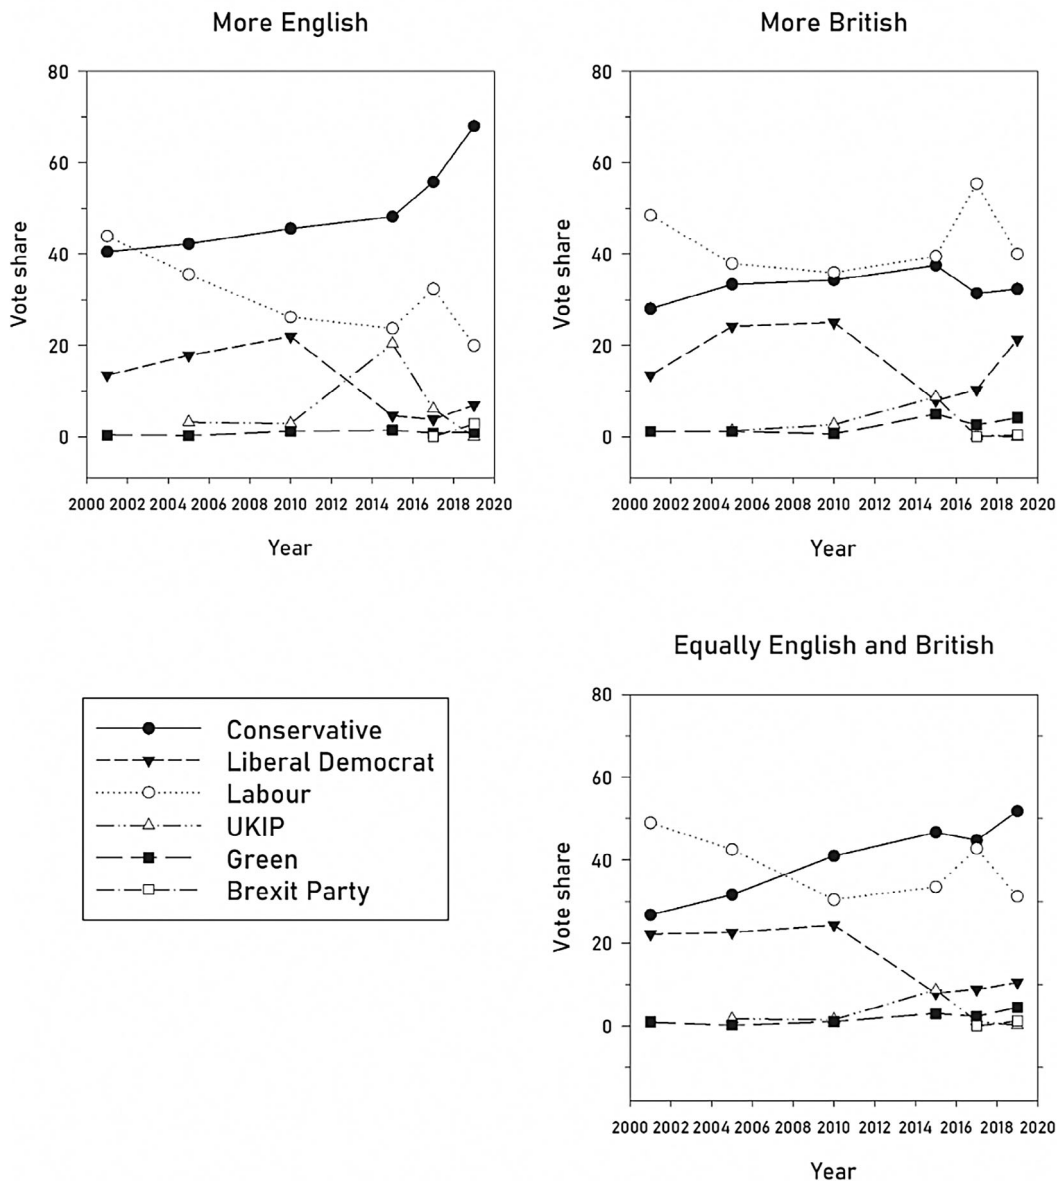 More English
80
60
40
20
0
Vote share
2000 2002 2004 2006 2008 2010 2012 2014 2016 2018 2020
Year
More British
80
60
40
20
0
Vote share
2000 2002 2004 2006 2008 2010 2012 2014 2016 2018 2020
Year
Conservative
Liberal Democrat
Labour
UKIP
Green
Brexit Party
Equally English and British
80
60
40
20
0
Vote share
2000 2002 2004 2006 2008 2010 2012 2014 2016 2018 2020
Year